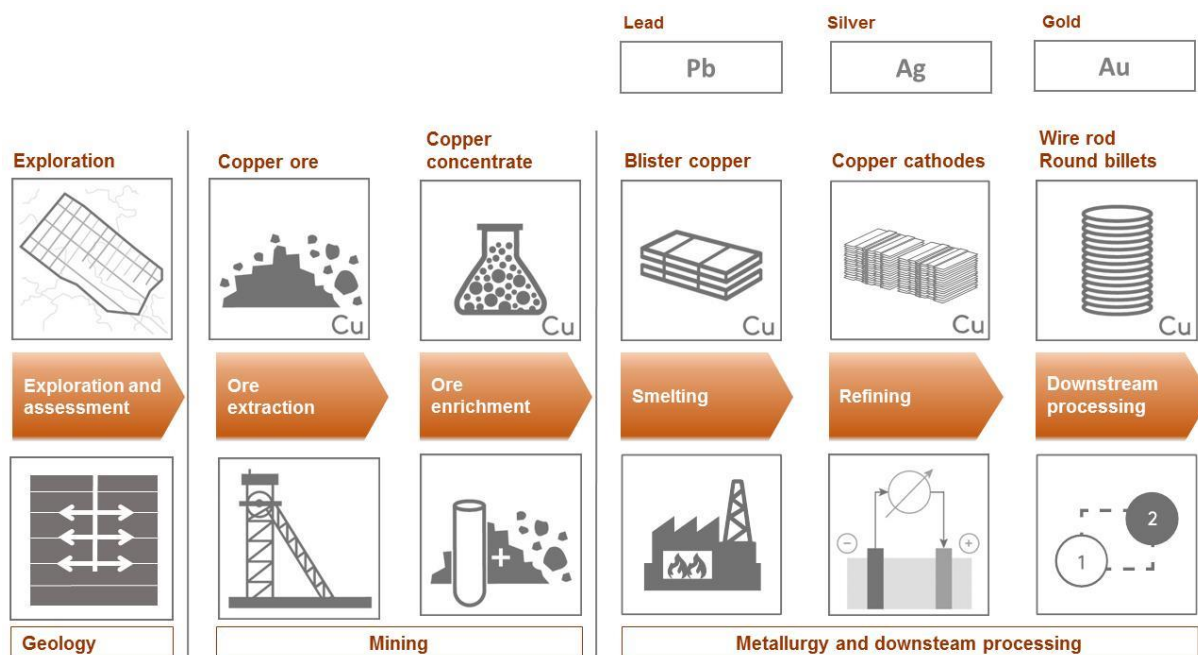 Lead
Silver
Gold
Pb
Ag
Au
Exploration
Copper ore
Copper
concentrate
Blister copper
Copper cathodes
Wire rod
Round billets
Cu
Cu
Cu
Cu
Cu
Exploration and
assessment
Ore
extraction
Ore
enrichment
Smelting
Refining
Downstream
processing
+
−
+
1
2
Geology
Mining
Metallurgy and downsteam processing